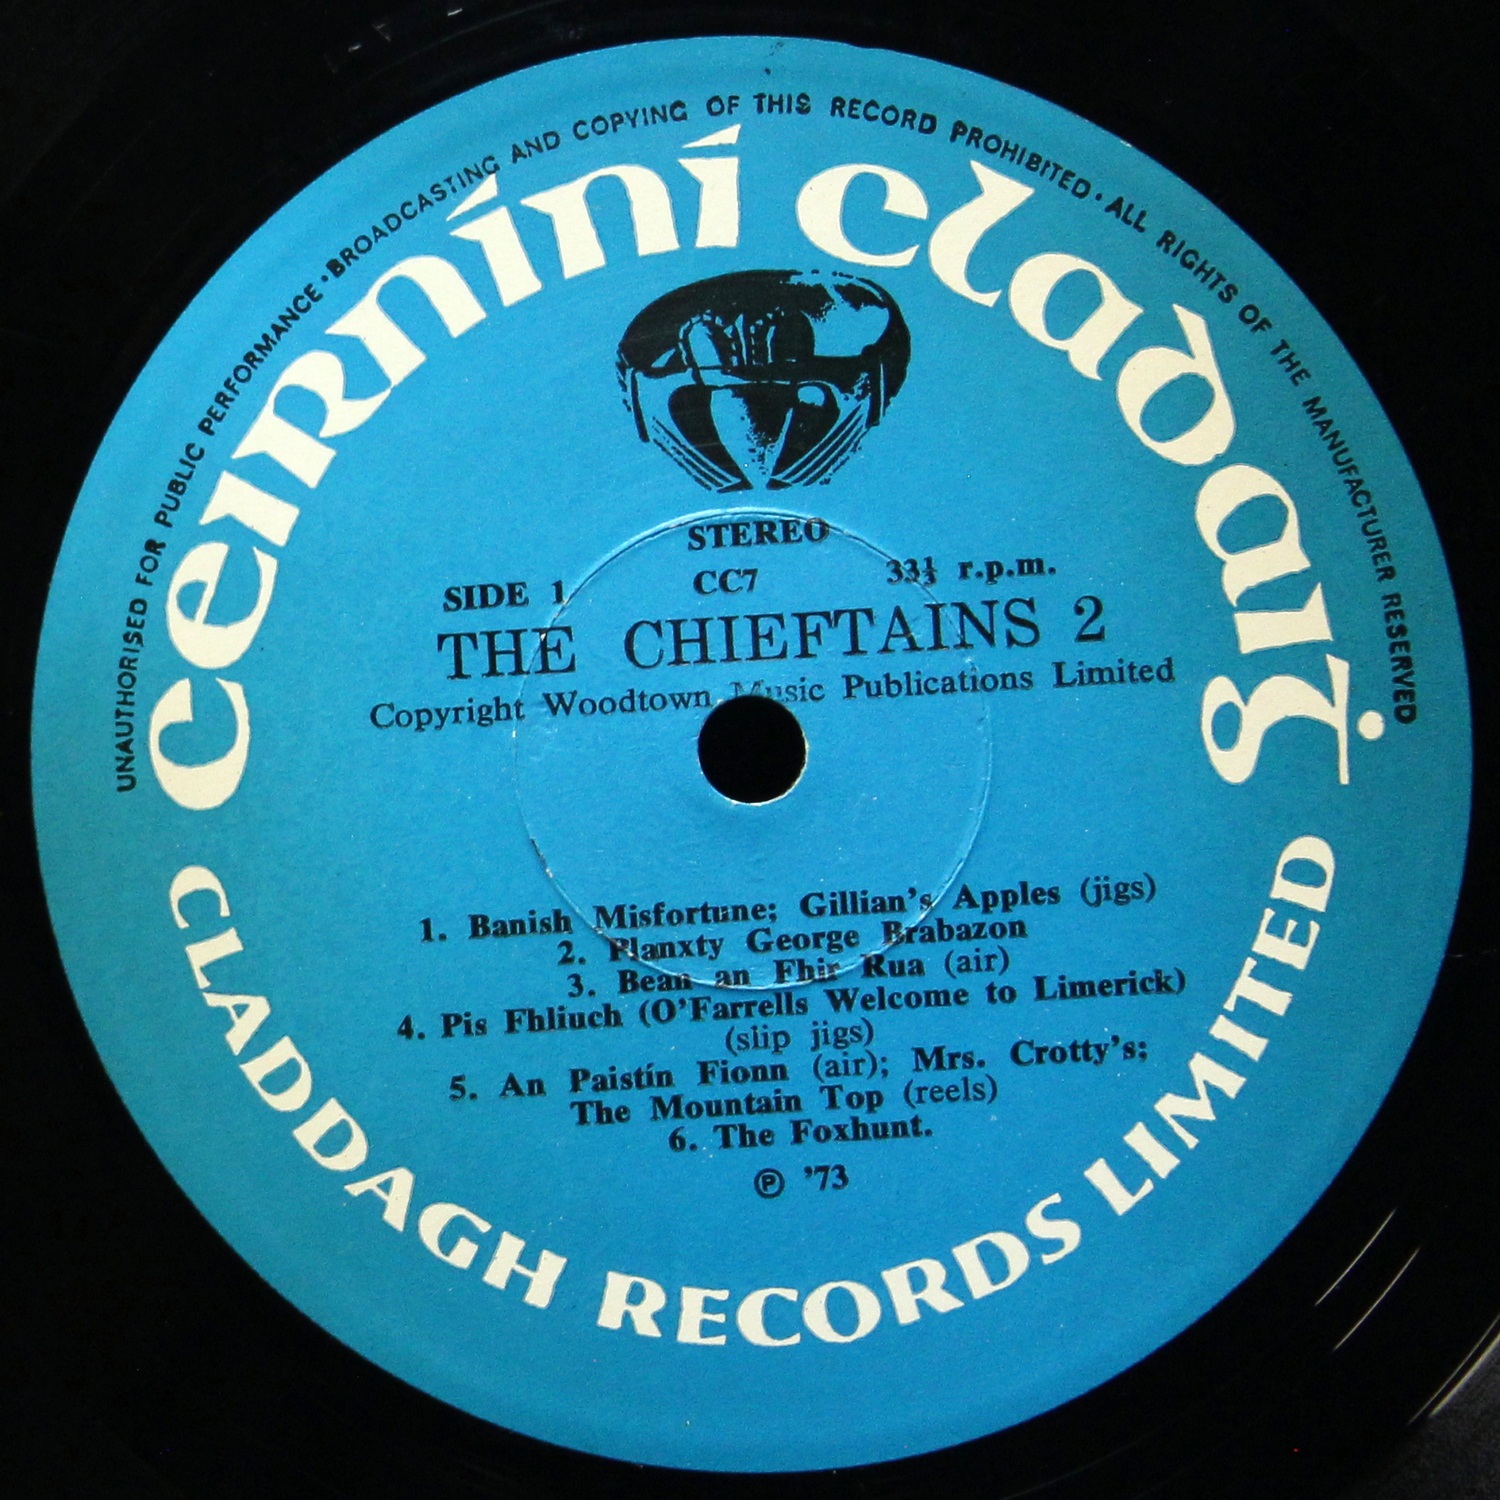 UNAUTHORISED FOR PUBLIC PERFORMANCE · BROADCASTING AND COPYING OF THIS RECORD PROHIBITED · ALL RIGHTS OF THE MANUFACTURER RESERVED
ceirníní cladaiġ
STEREO
SIDE 1 CC7 33⅓ r.p.m.
THE CHIEFTAINS 2
Copyright Woodtown Music Publications Limited
1. Banish Misfortune; Gillian's Apples (jigs)
2. Planxty George Brabazon
3. Bean an Fhir Rua (air)
4. Pis Fhliuch (O'Farrells Welcome to Limerick)
(slip jigs)
5. An Paistín Fionn (air); Mrs. Crotty's;
The Mountain Top (reels)
6. The Foxhunt.
℗ '73
CLADDAGH RECORDS LIMITED